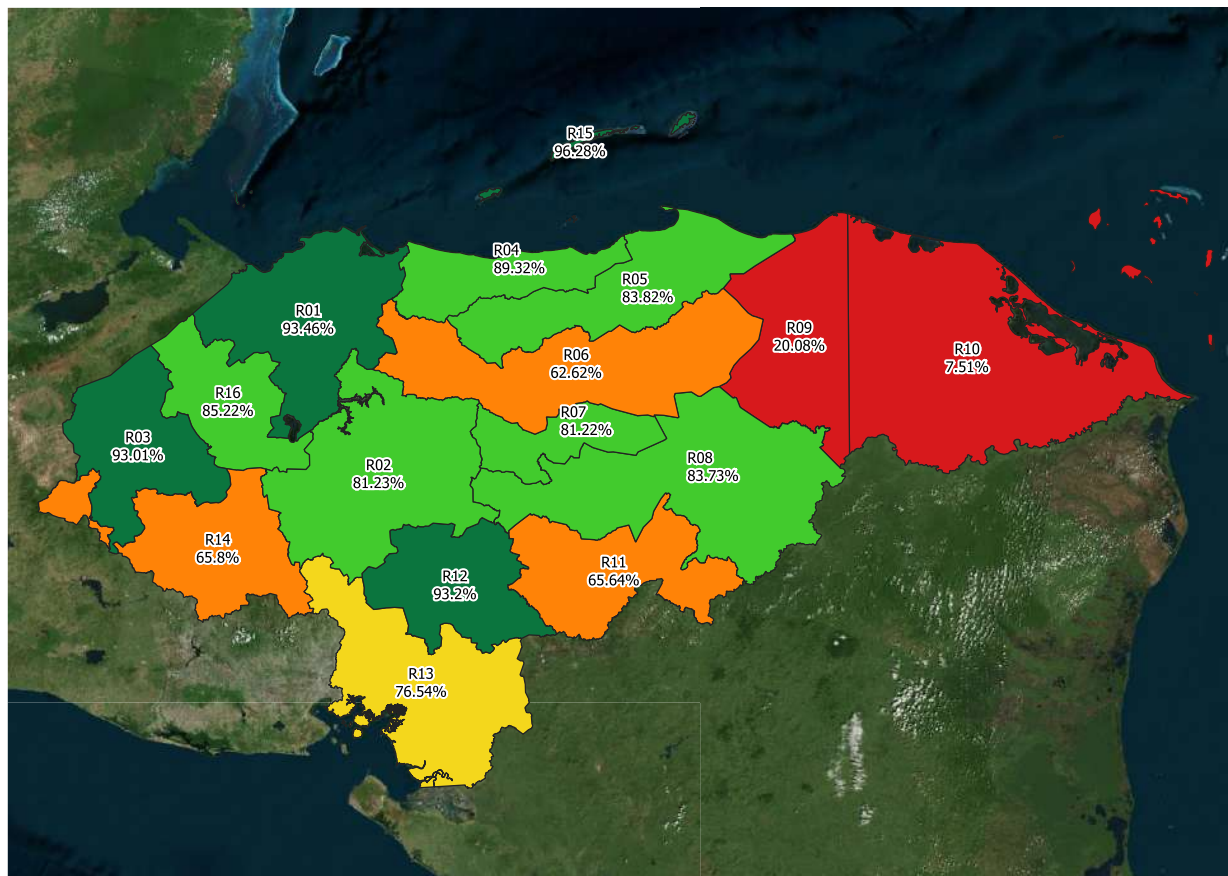 R15
96.28%
R04
89.32%
R05
83.82%
R01
93.46%
R09
20.08%
R10
7.51%
R06
62.62%
R16
85.22%
R07
81.22%
R03
93.01%
R02
81.23%
R08
83.73%
R14
65.8%
R11
65.64%
R12
93.2%
R13
76.54%